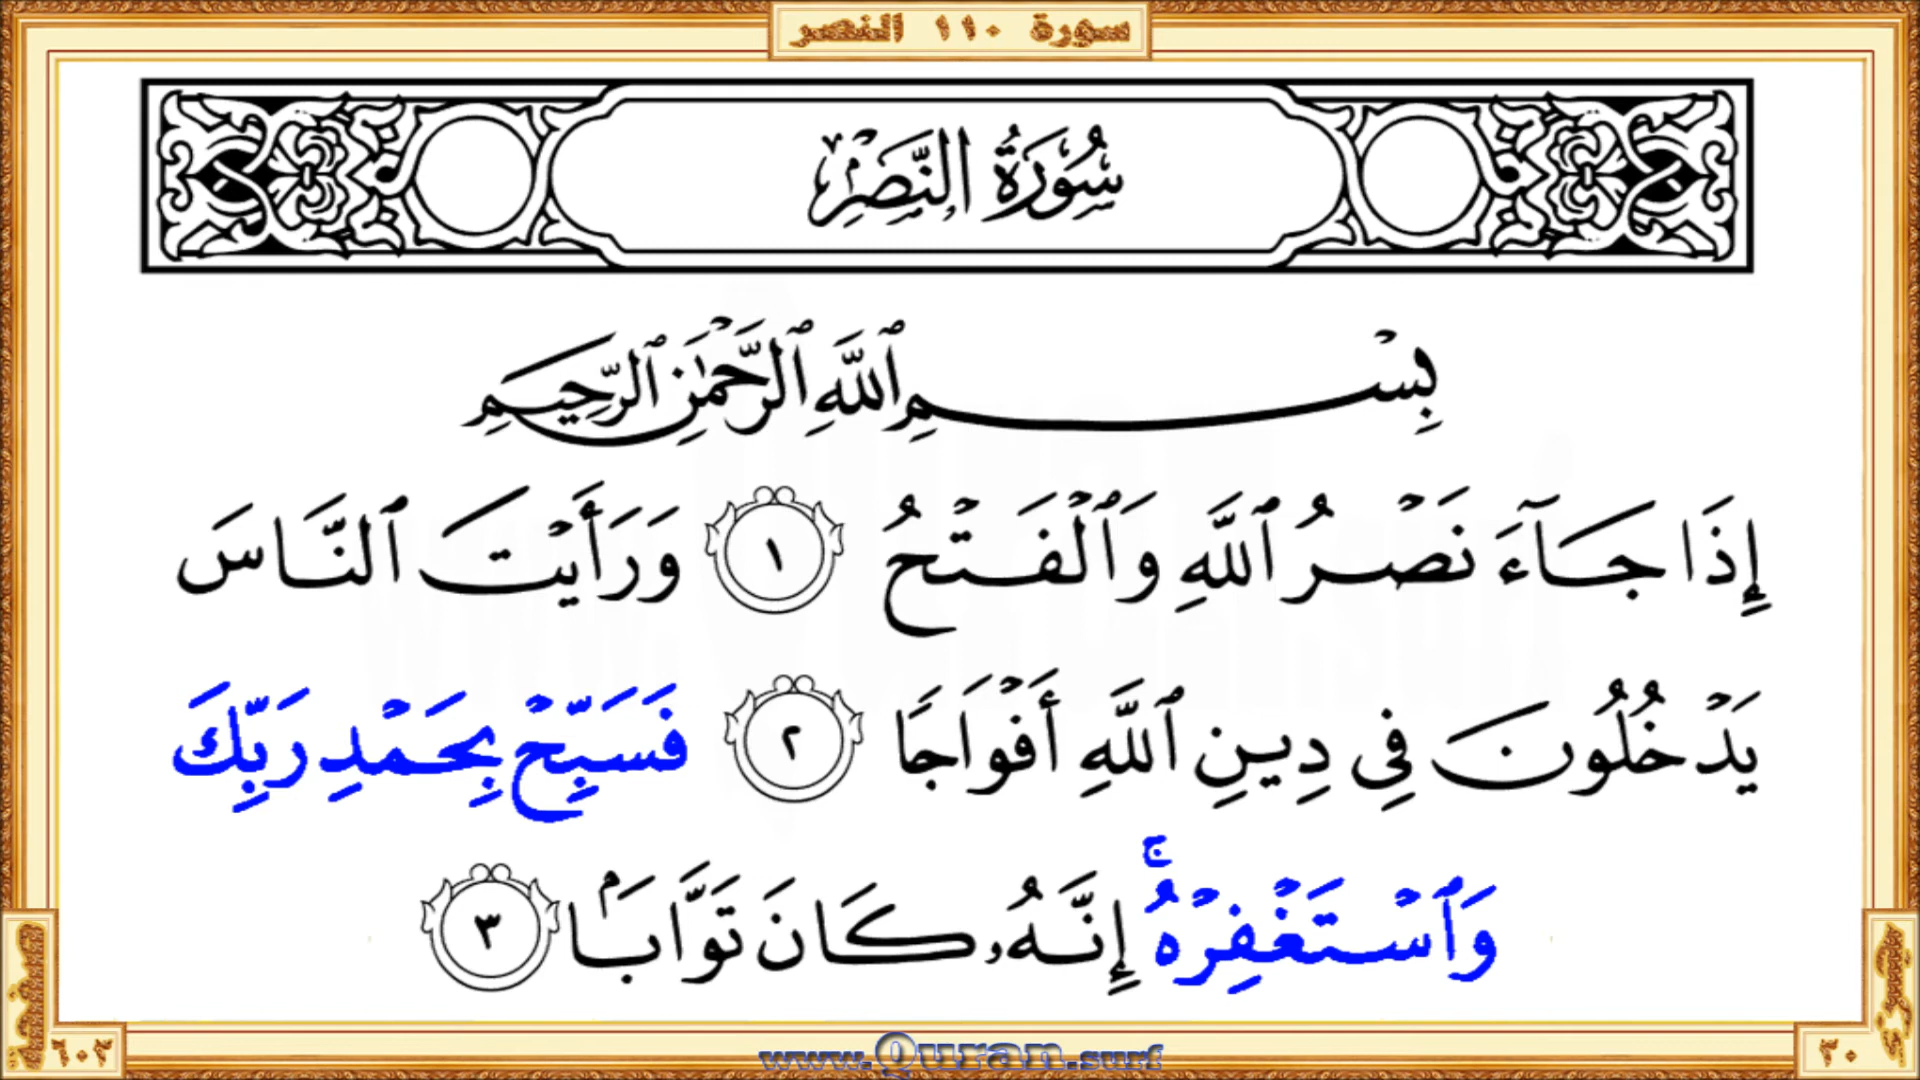 سورة ١١٠ النصر
سُورَةُ النَّصۡرِ
بِسۡمِ ٱللَّهِ ٱلرَّحۡمَٰنِ ٱلرَّحِيمِ
إِذَا جَآءَ نَصۡرُ ٱللَّهِ وَٱلۡفَتۡحُ ١ وَرَأَيۡتَ ٱلنَّاسَ
يَدۡخُلُونَ فِي دِينِ ٱللَّهِ أَفۡوَاجٗا ٢ فَسَبِّحۡ بِحَمۡدِ رَبِّكَ
وَٱسۡتَغۡفِرۡهُۚ إِنَّهُۥ كَانَ تَوَّابَۢا ٣
صفحة
٦٠٢
www.Quran.surf
٣٠